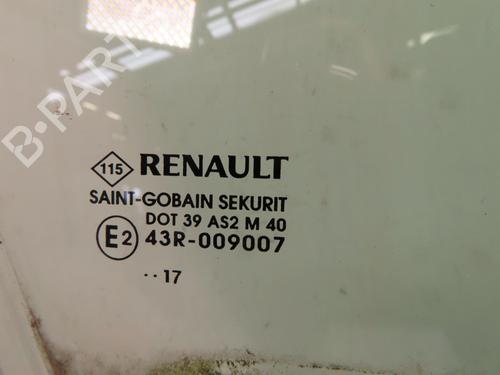 B-PARTS
115 RENAULT
SAINT-GOBAIN SEKURIT
DOT 39 AS2 M 40
E2 43R-009007
··17